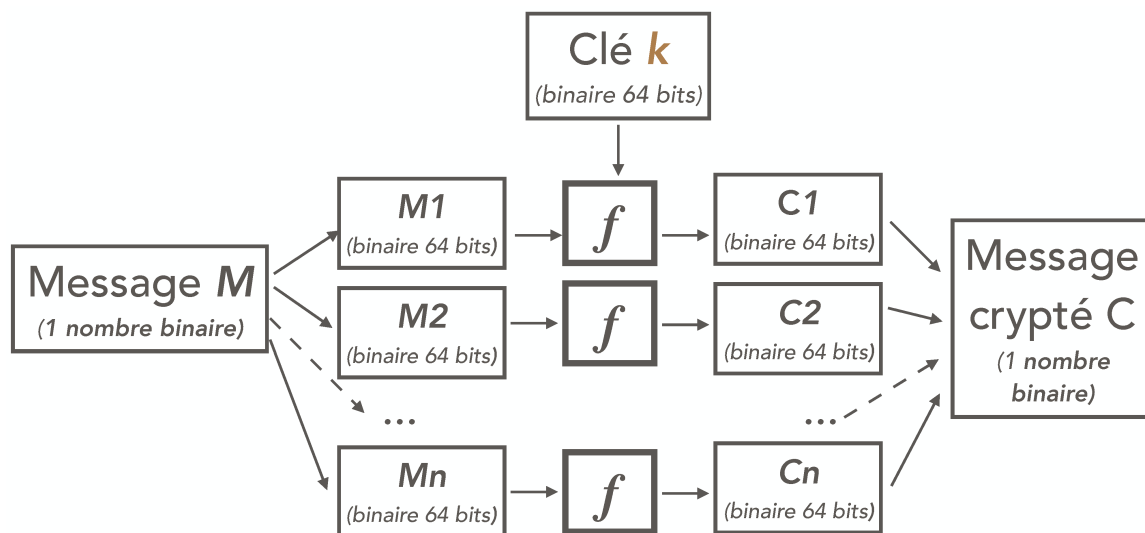 Clé k
(binaire 64 bits)
M1
(binaire 64 bits)
f
C1
(binaire 64 bits)
Message M
(1 nombre binaire)
M2
(binaire 64 bits)
f
C2
(binaire 64 bits)
Message
crypté C
(1 nombre
binaire)
...
...
Mn
(binaire 64 bits)
f
Cn
(binaire 64 bits)